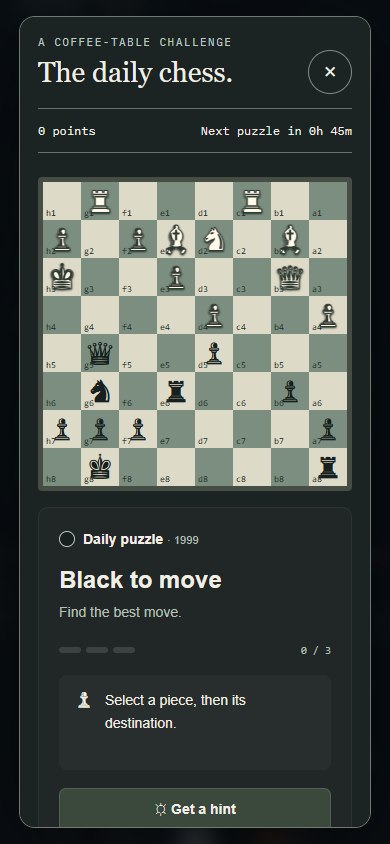 A COFFEE-TABLE CHALLENGE
The daily chess.
×
0 points
Next puzzle in 0h 45m
h1 g1 f1 e1 d1 c1 b1 a1
h2 g2 f2 e2 d2 c2 b2 a2
h3 g3 f3 e3 d3 c3 b3 a3
h4 g4 f4 e4 d4 c4 b4 a4
h5 g5 f5 e5 d5 c5 b5 a5
h6 g6 f6 e6 d6 c6 b6 a6
h7 g7 f7 e7 d7 c7 b7 a7
h8 g8 f8 e8 d8 c8 b8 a8
Daily puzzle · 1999
Black to move
Find the best move.
0 / 3
Select a piece, then its
destination.
Get a hint